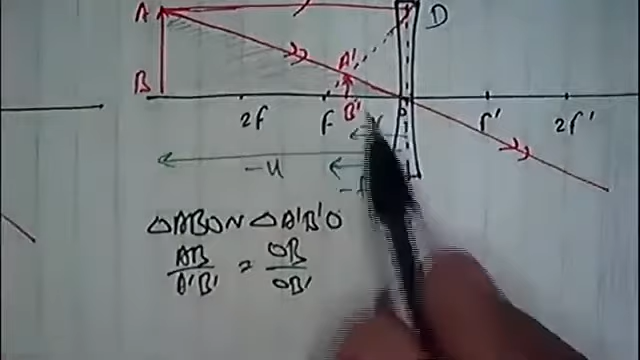 A D
A'
B
2F F B' O F' 2F'
-u
△ABO ~ △A'B'O
AB/A'B' = OB/OB'